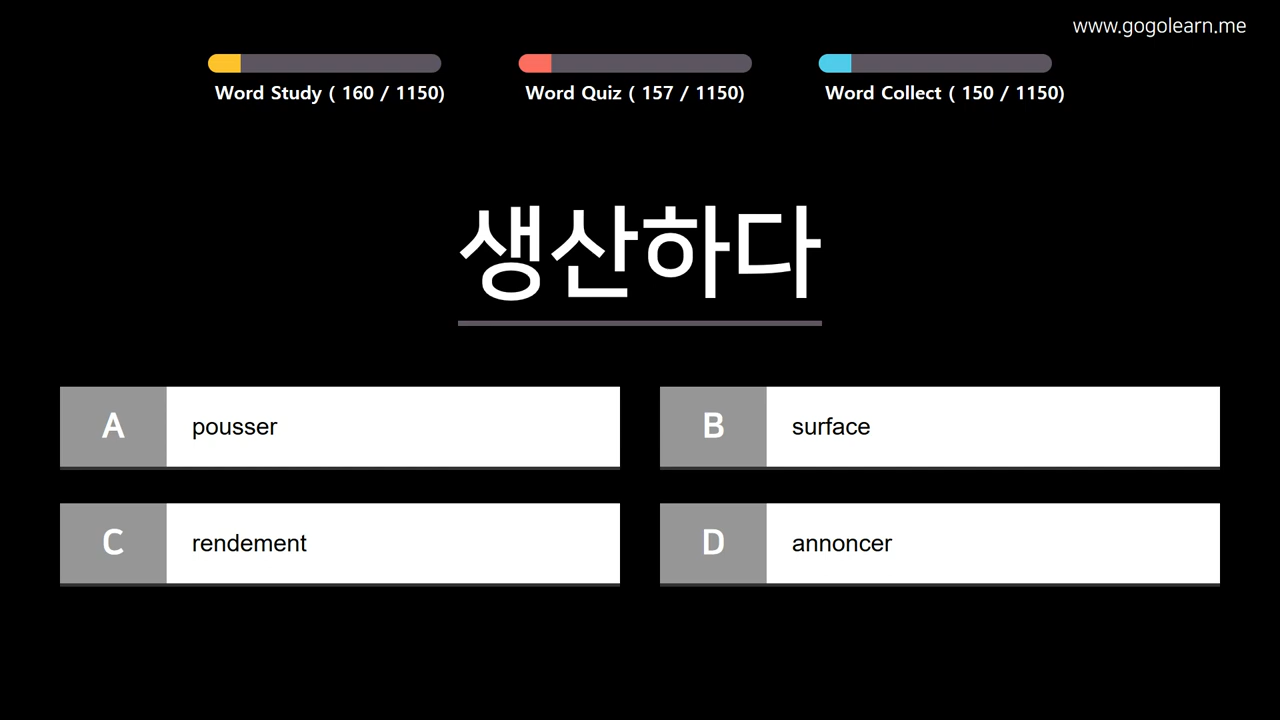 www.gogolearn.me
Word Study ( 160 / 1150)
Word Quiz ( 157 / 1150)
Word Collect ( 150 / 1150)
생산하다
A pousser
B surface
C rendement
D annoncer